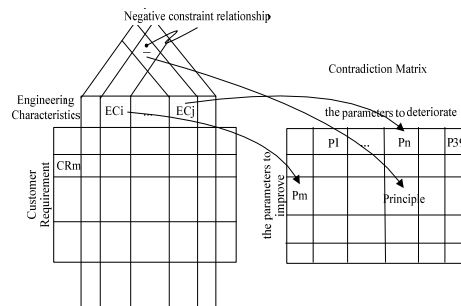 Negative constraint relationship
–
Contradiction Matrix
Engineering
Characteristics
ECi ... ECj
the parameters to deteriorate
P1 ... Pn P39
CRm
Customer
Requirement
the parameters to
improve
Pm
Principle